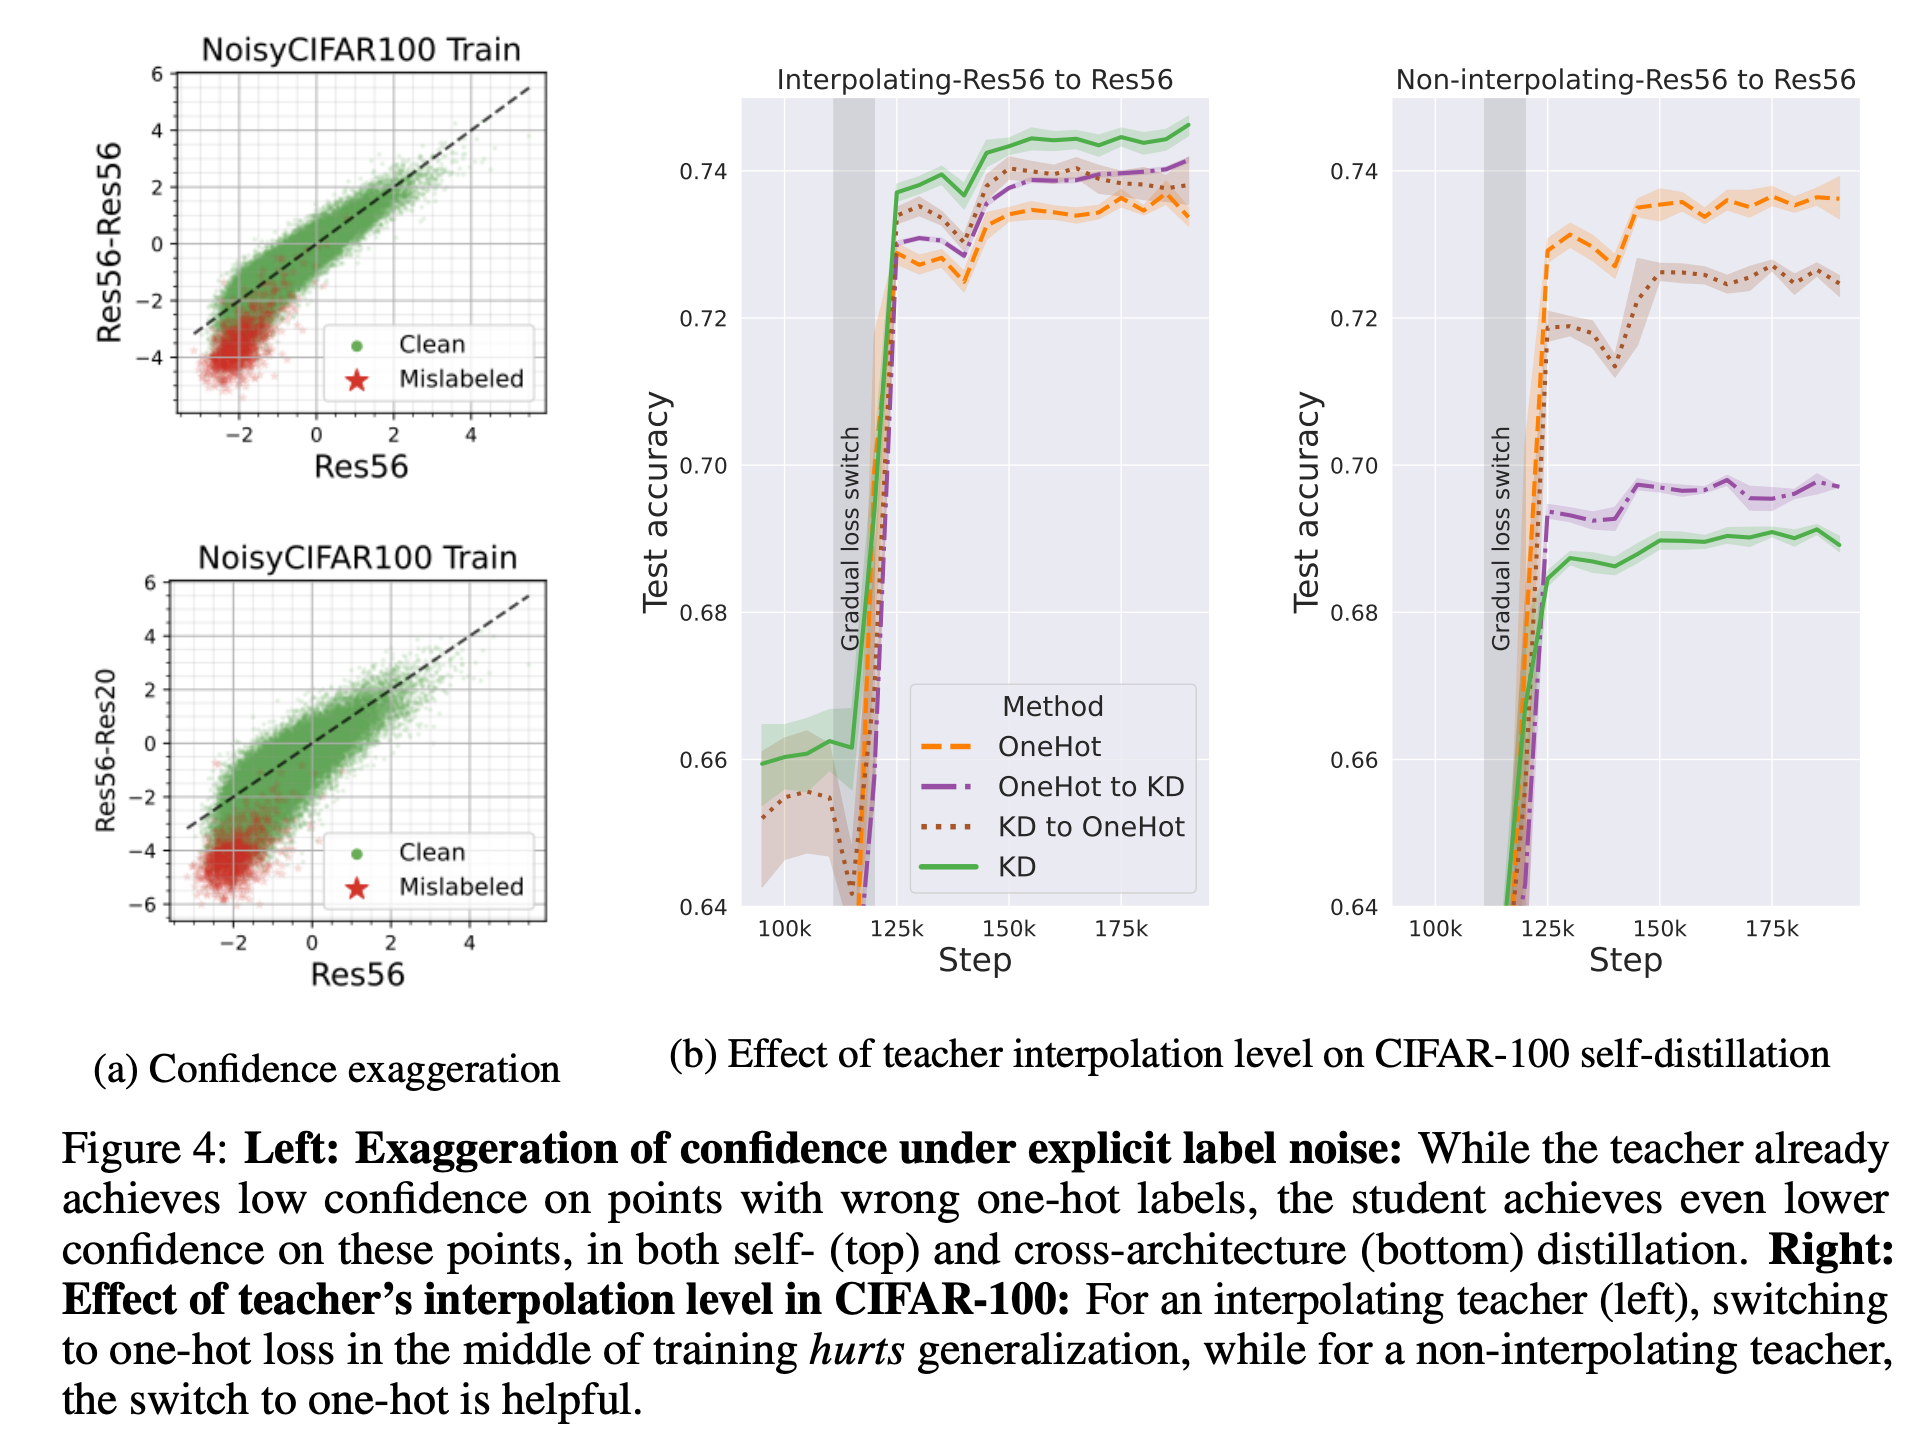 NoisyCIFAR100 Train
6
4
2
0
−2
−4
−2
0
2
4
Res56-Res56
Res56
Clean
Mislabeled
NoisyCIFAR100 Train
6
4
2
0
−2
−4
−6
−2
0
2
4
Res56-Res20
Res56
Clean
Mislabeled
(a) Confidence exaggeration
Interpolating-Res56 to Res56
0.74
0.72
0.70
0.68
0.66
0.64
Test accuracy
Gradual loss switch
Method
OneHot
OneHot to KD
KD to OneHot
KD
100k
125k
150k
175k
Step
Non-interpolating-Res56 to Res56
0.74
0.72
0.70
0.68
0.66
0.64
Test accuracy
Gradual loss switch
100k
125k
150k
175k
Step
(b) Effect of teacher interpolation level on CIFAR-100 self-distillation
Figure 4: Left: Exaggeration of confidence under explicit label noise: While the teacher already
achieves low confidence on points with wrong one-hot labels, the student achieves even lower
confidence on these points, in both self- (top) and cross-architecture (bottom) distillation. Right:
Effect of teacher’s interpolation level in CIFAR-100: For an interpolating teacher (left), switching
to one-hot loss in the middle of training hurts generalization, while for a non-interpolating teacher,
the switch to one-hot is helpful.